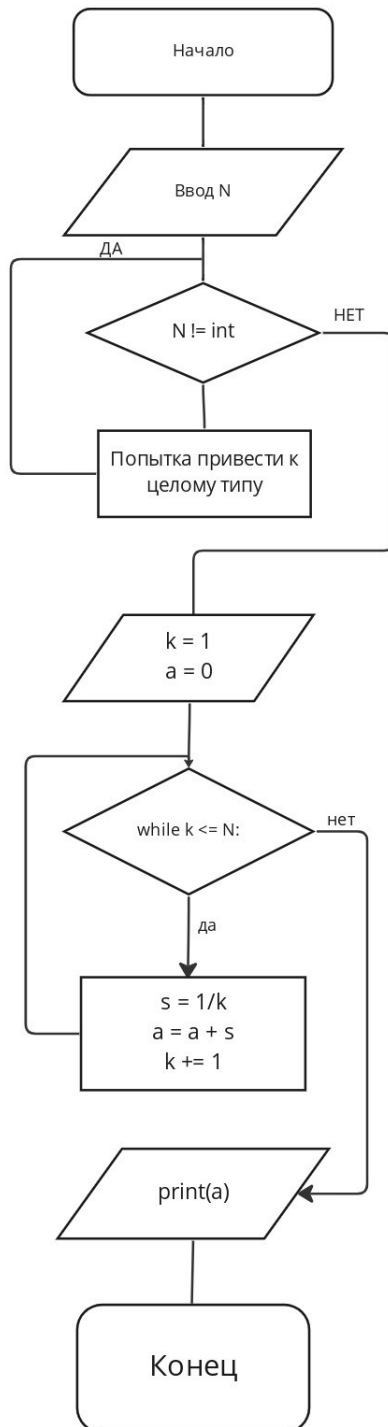 Начало
Ввод N
ДА
N != int
НЕТ
Попытка привести к
целому типу
k = 1
a = 0
while k <= N:
нет
да
s = 1/k
a = a + s
k += 1
print(a)
Конец